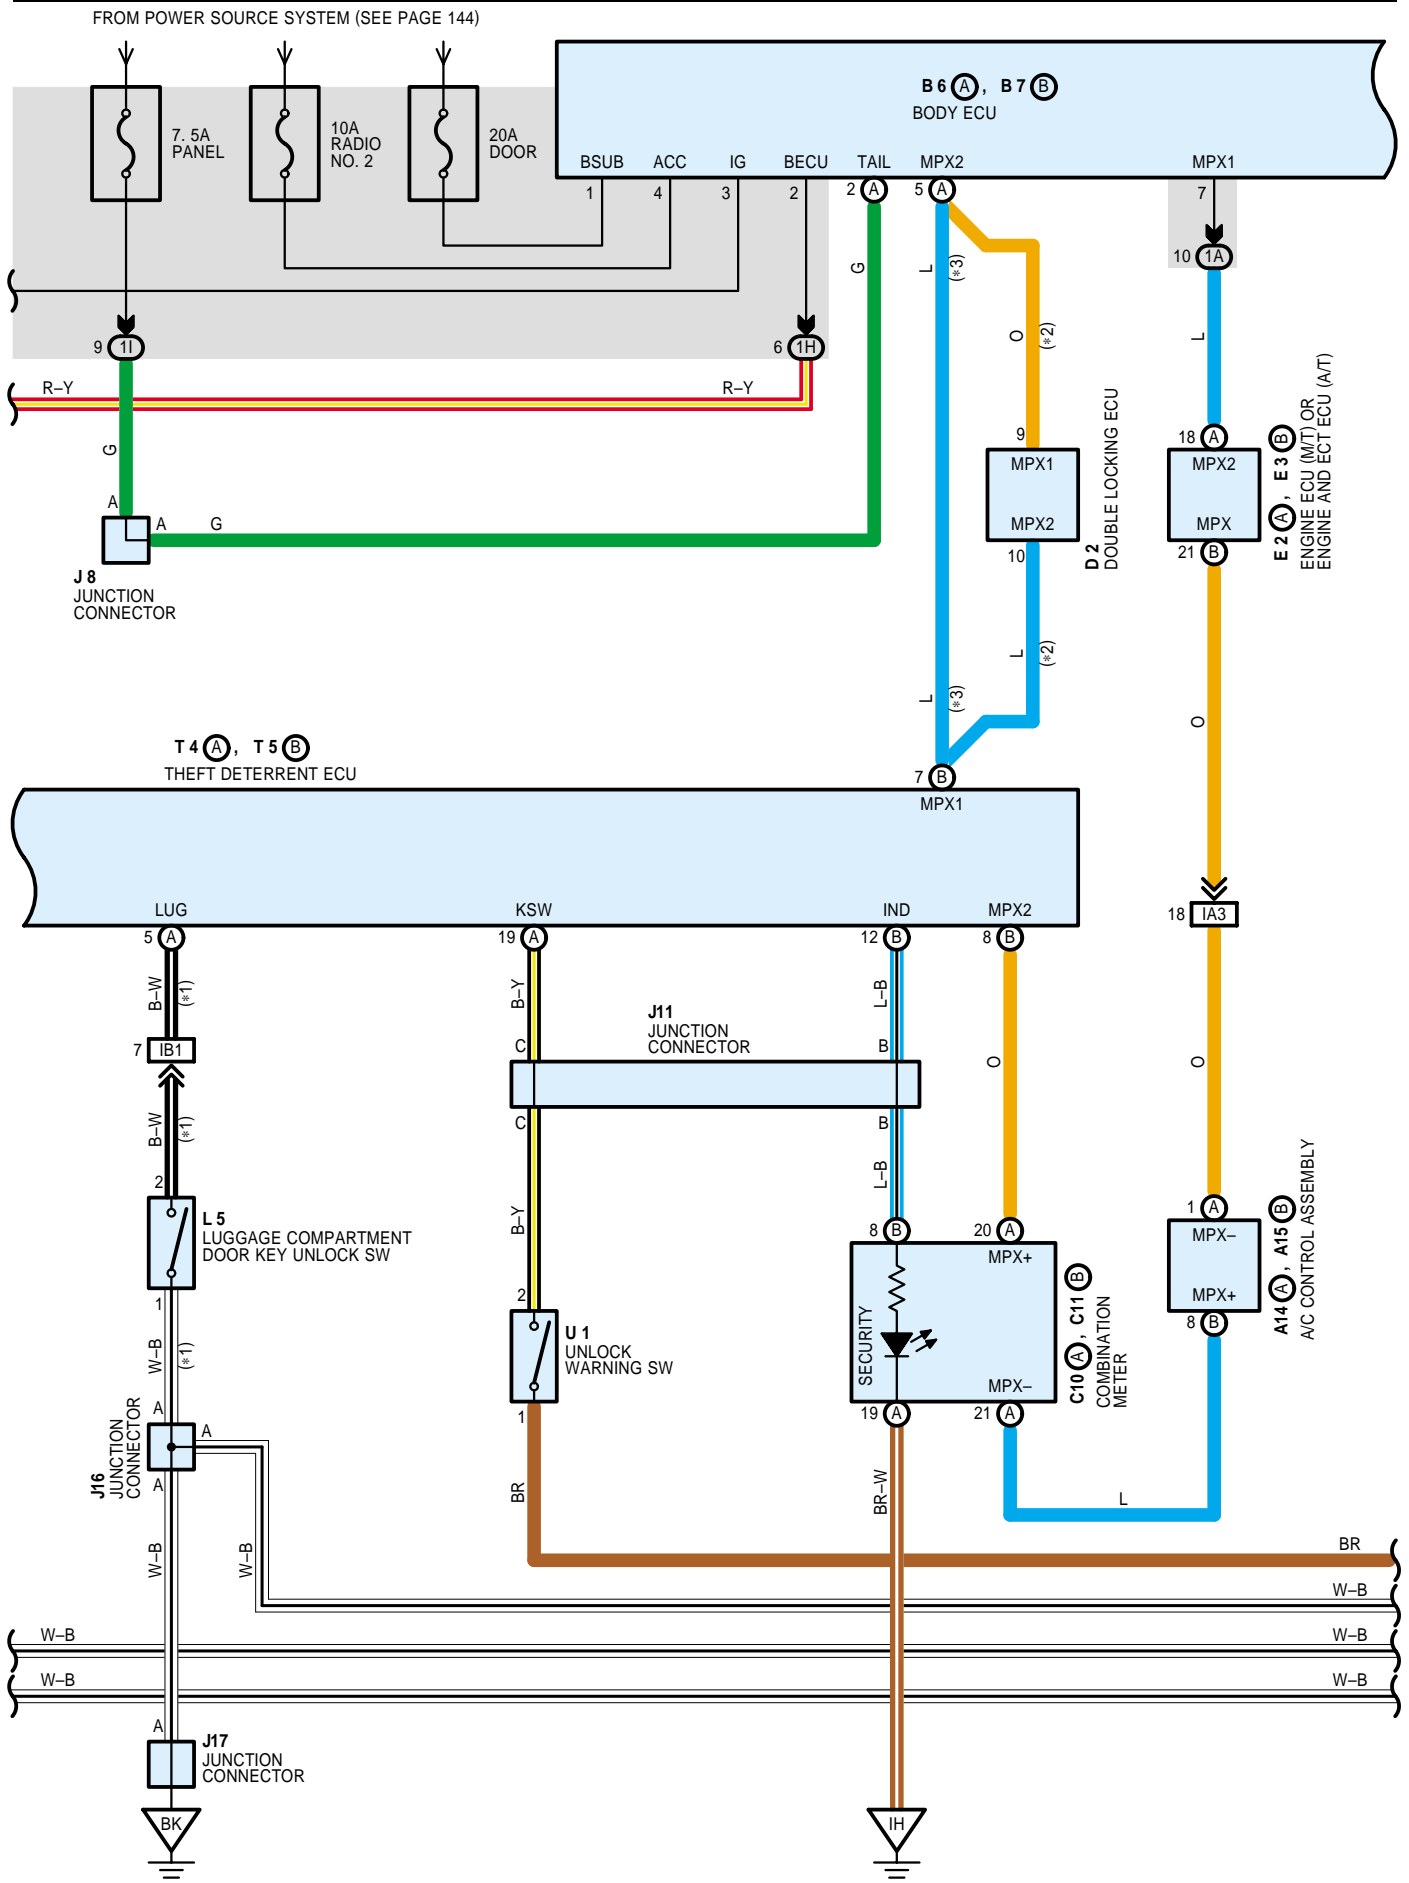 FROM POWER SOURCE SYSTEM (SEE PAGE 144)
7. 5A
PANEL
10A
RADIO
NO. 2
20A
DOOR
B 6 A , B 7 B
BODY ECU
BSUB ACC IG BECU TAIL MPX2 MPX1
1 4 3 2 2 A 5 A 7
10 1A
G L (*3) O (*2) L
9 1I 6 1H
R–Y R–Y
G
A
A G
J 8
JUNCTION
CONNECTOR
9
MPX1
MPX2
10
D 2
DOUBLE LOCKING ECU
18 A
MPX2
MPX
21 B
E 2 A , E 3 B
ENGINE ECU (M/T) OR
ENGINE AND ECT ECU (A/T)
L (*2)
L (*3)
O
T 4 A , T 5 B
THEFT DETERRENT ECU
7 B
MPX1
LUG KSW IND MPX2
5 A 19 A 12 B 8 B
18 IA3
B–W (*1) B–Y L–B
J11
JUNCTION
CONNECTOR
7 IB1
C B
O O
C B
B–W (*1) L–B
B–Y
2
L 5
LUGGAGE COMPARTMENT
DOOR KEY UNLOCK SW
1
2
U 1
UNLOCK
WARNING SW
1
8 B 20 A
MPX+
SECURITY
MPX–
19 A 21 A
C10 A , C11 B
COMBINATION
METER
1 A
MPX–
MPX+
8 B
A14 A , A15 B
A/C CONTROL ASSEMBLY
W–B (*1)
A
A
A
J16
JUNCTION
CONNECTOR
BR BR–W L
W–B W–B
BR
W–B
W–B W–B
W–B W–B
A
J17
JUNCTION
CONNECTOR
BK IH